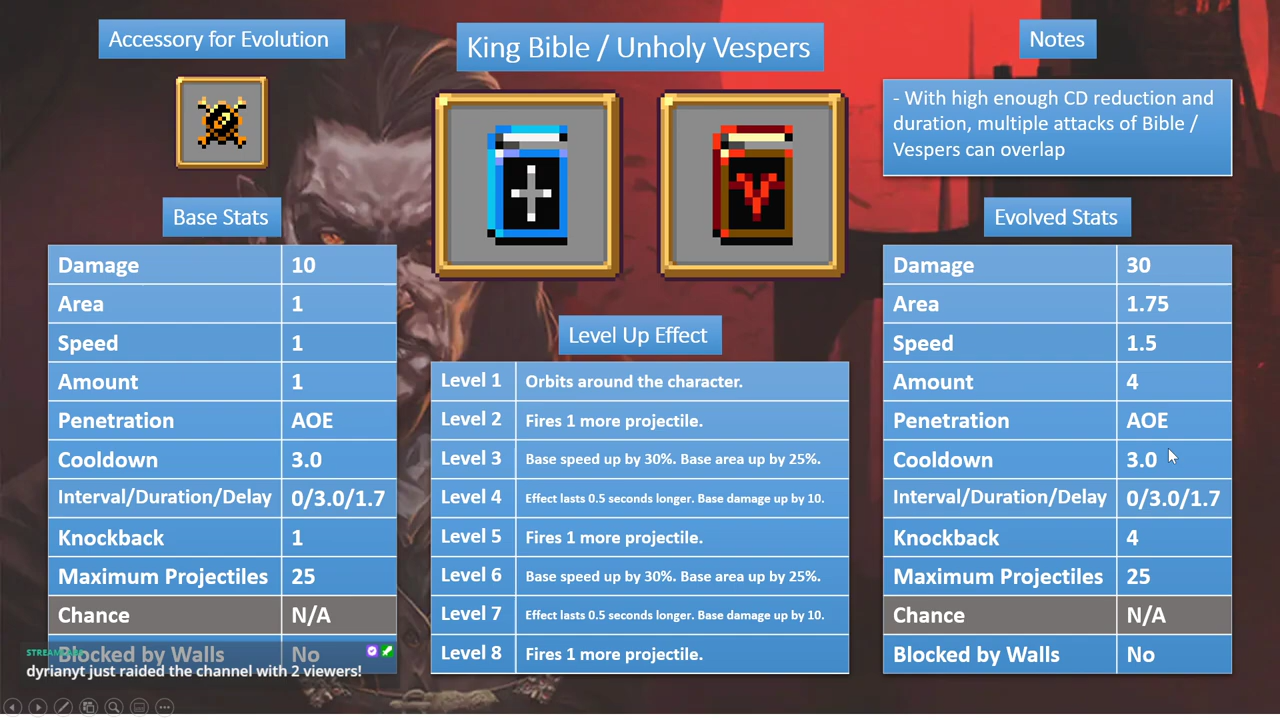 Accessory for Evolution
King Bible / Unholy Vespers
Notes
- With high enough CD reduction and
duration, multiple attacks of Bible /
Vespers can overlap
Base Stats
Damage 10
Area 1
Speed 1
Amount 1
Penetration AOE
Cooldown 3.0
Interval/Duration/Delay 0/3.0/1.7
Knockback 1
Maximum Projectiles 25
Chance N/A
Blocked by Walls No
dyrianyt just raided the channel with 2 viewers!
Level Up Effect
Level 1 Orbits around the character.
Level 2 Fires 1 more projectile.
Level 3 Base speed up by 30%. Base area up by 25%.
Level 4 Effect lasts 0.5 seconds longer. Base damage up by 10.
Level 5 Fires 1 more projectile.
Level 6 Base speed up by 30%. Base area up by 25%.
Level 7 Effect lasts 0.5 seconds longer. Base damage up by 10.
Level 8 Fires 1 more projectile.
Evolved Stats
Damage 30
Area 1.75
Speed 1.5
Amount 4
Penetration AOE
Cooldown 3.0
Interval/Duration/Delay 0/3.0/1.7
Knockback 4
Maximum Projectiles 25
Chance N/A
Blocked by Walls No